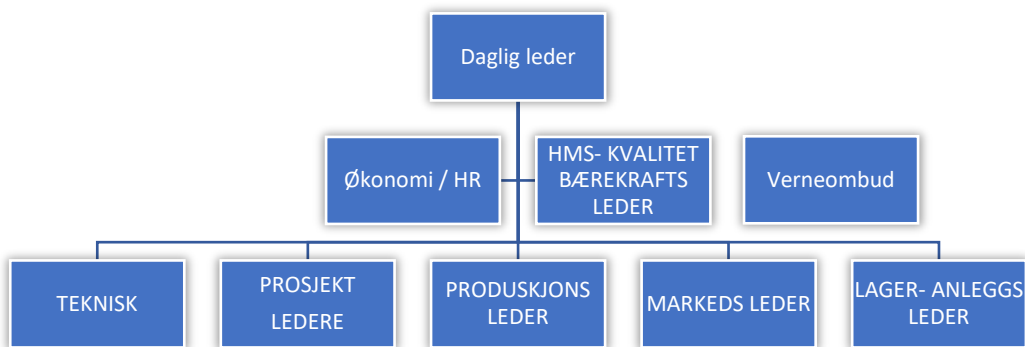 Daglig leder
Økonomi / HR
HMS- KVALITET
BÆREKRAFTS
LEDER
Verneombud
TEKNISK
PROSJEKT
LEDERE
PRODUSKJONS
LEDER
MARKEDS LEDER
LAGER- ANLEGGS
LEDER